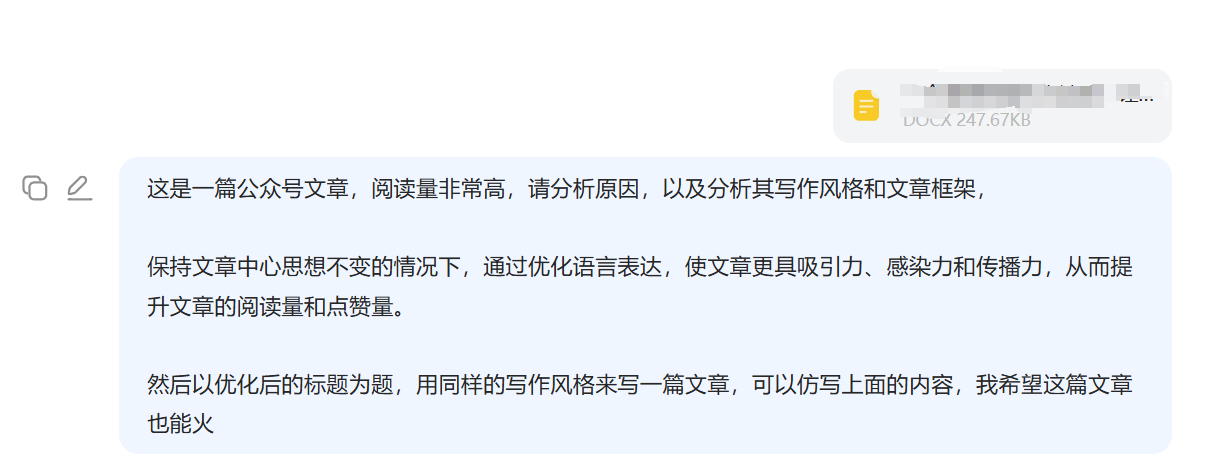 DOCX 247.67KB
这是一篇公众号文章，阅读量非常高，请分析原因，以及分析其写作风格和文章框架，
保持文章中心思想不变的情况下，通过优化语言表达，使文章更具吸引力、感染力和传播力，从而提
升文章的阅读量和点赞量。
然后以优化后的标题为题，用同样的写作风格来写一篇文章，可以仿写上面的内容，我希望这篇文章
也能火